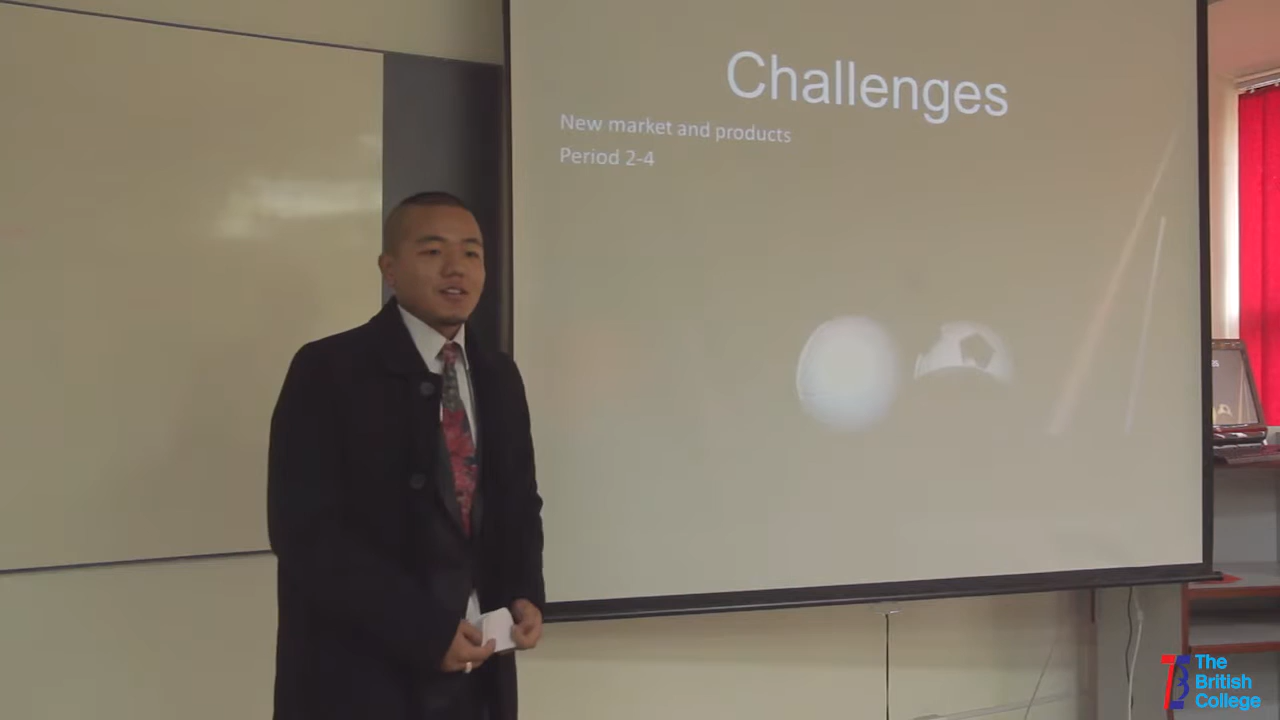 Challenges
New market and products
Period 2-4
The
British
College